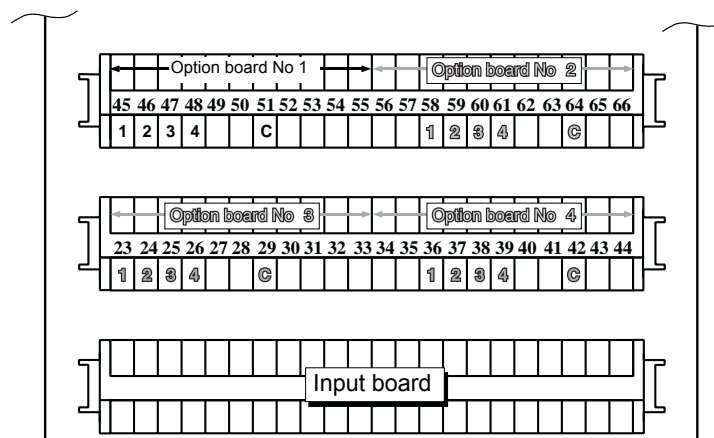 Option board No 1 Option board No 2
45 46 47 48 49 50 51 52 53 54 55 56 57 58 59 60 61 62 63 64 65 66
1 2 3 4 C 1 2 3 4 C
Option board No 3 Option board No 4
23 24 25 26 27 28 29 30 31 32 33 34 35 36 37 38 39 40 41 42 43 44
1 2 3 4 C 1 2 3 4 C
Input board